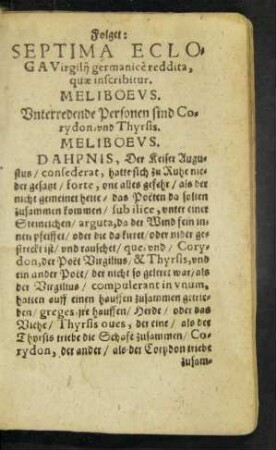 Folget:
SEPTIMA ECLO-
GA Virgilij germanicè reddita,
quæ inscribitur.
MELIBOEVS.
Vnterredende Personen sind Co-
rydon und Thyrsis.
MELIBOEVS.
DAHPNIS, Der Keiser Augu-
stus / consederat, hatte sich zu Ruhe nie-
der gesatzt / forte, vne alles gefehr / als der
nicht gemeinet hette / das Poëten da solten
zusammen kommen / sub ilice, vnter einer
Steineichen / arguta, da der Wind fein in-
nen pfeiffet / oder die da kirret / oder nider ge-
streckt ist / vnd rauschet / que, vnd / Cory-
don, der Poët Virgilius / & Thyrsis, vnd
ein ander Poët / der nicht so geleret war / als
der Virgilius / compulerant in vnum,
hatten auff einen hauffen zusammen getrie-
ben / greges, jre hauffen / Herde / oder das
Viehe / Thyrsis oues, der eine / als der
Thyrsis triebe die Schafe zusammen / Co-
rydon, der ander / als der Corydon triebe
zusam-